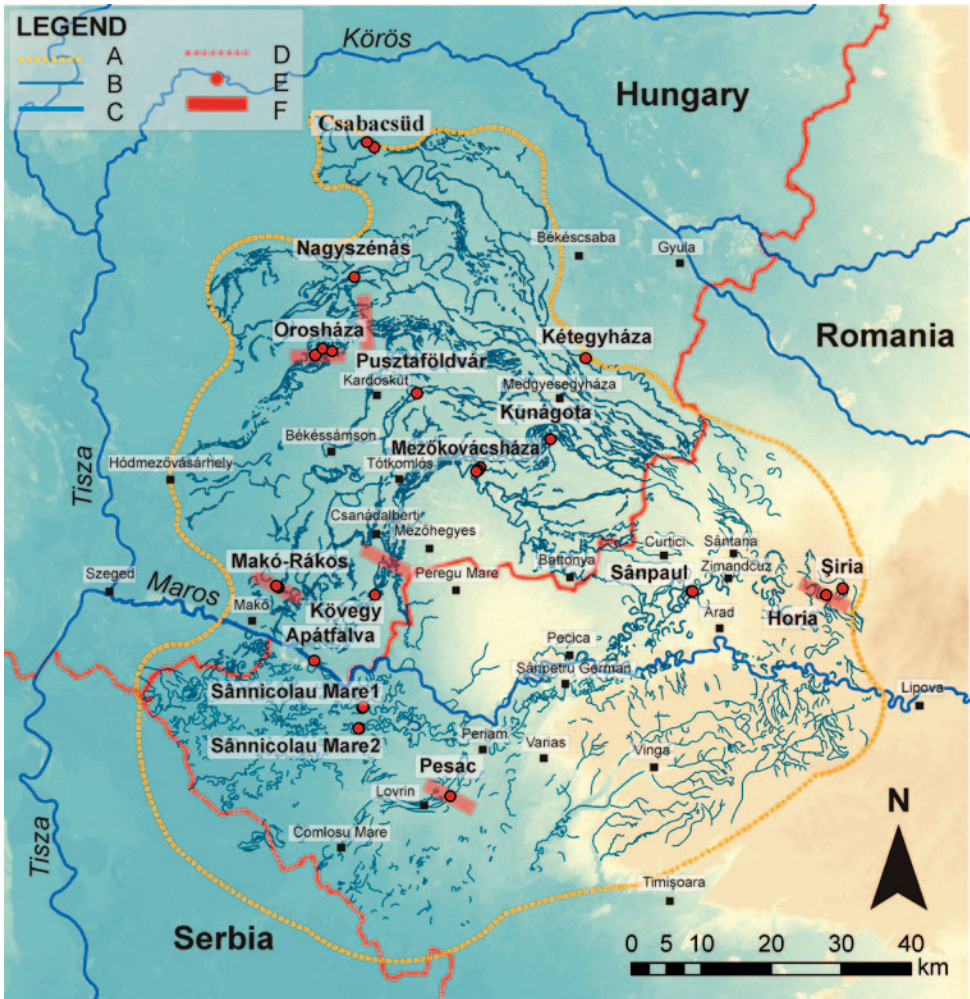 LEGEND
A
B
C
D
E
F
Körös
Hungary
Csabacsüd
Békéscsaba
Gyula
Nagyszénás
Romania
Orosháza
Kétegyháza
Pusztaföldvár
Kardoskút
Medgyesegyháza
Kunágota
Békéssámson
Mezőkovácsháza
Hódmezővásárhely
Tótkomlós
Tisza
Csanádalberti
Mezőhegyes
Curtici
Sântana
Makó-Rákos
Battonya
Zimandcuz
Szeged
Peregu Mare
Sânpaul
Şiria
Maros
Makó
Kövegy
Horia
Arad
Apátfalva
Pecica
Sânpetru German
Sânnicolau Mare1
Lipova
Sânnicolau Mare2
Periam
Varias
Vinga
Pesac
Lovrin
N
Comlosu Mare
Tisza
Timişoara
Serbia
0 5 10 20 30 40
km